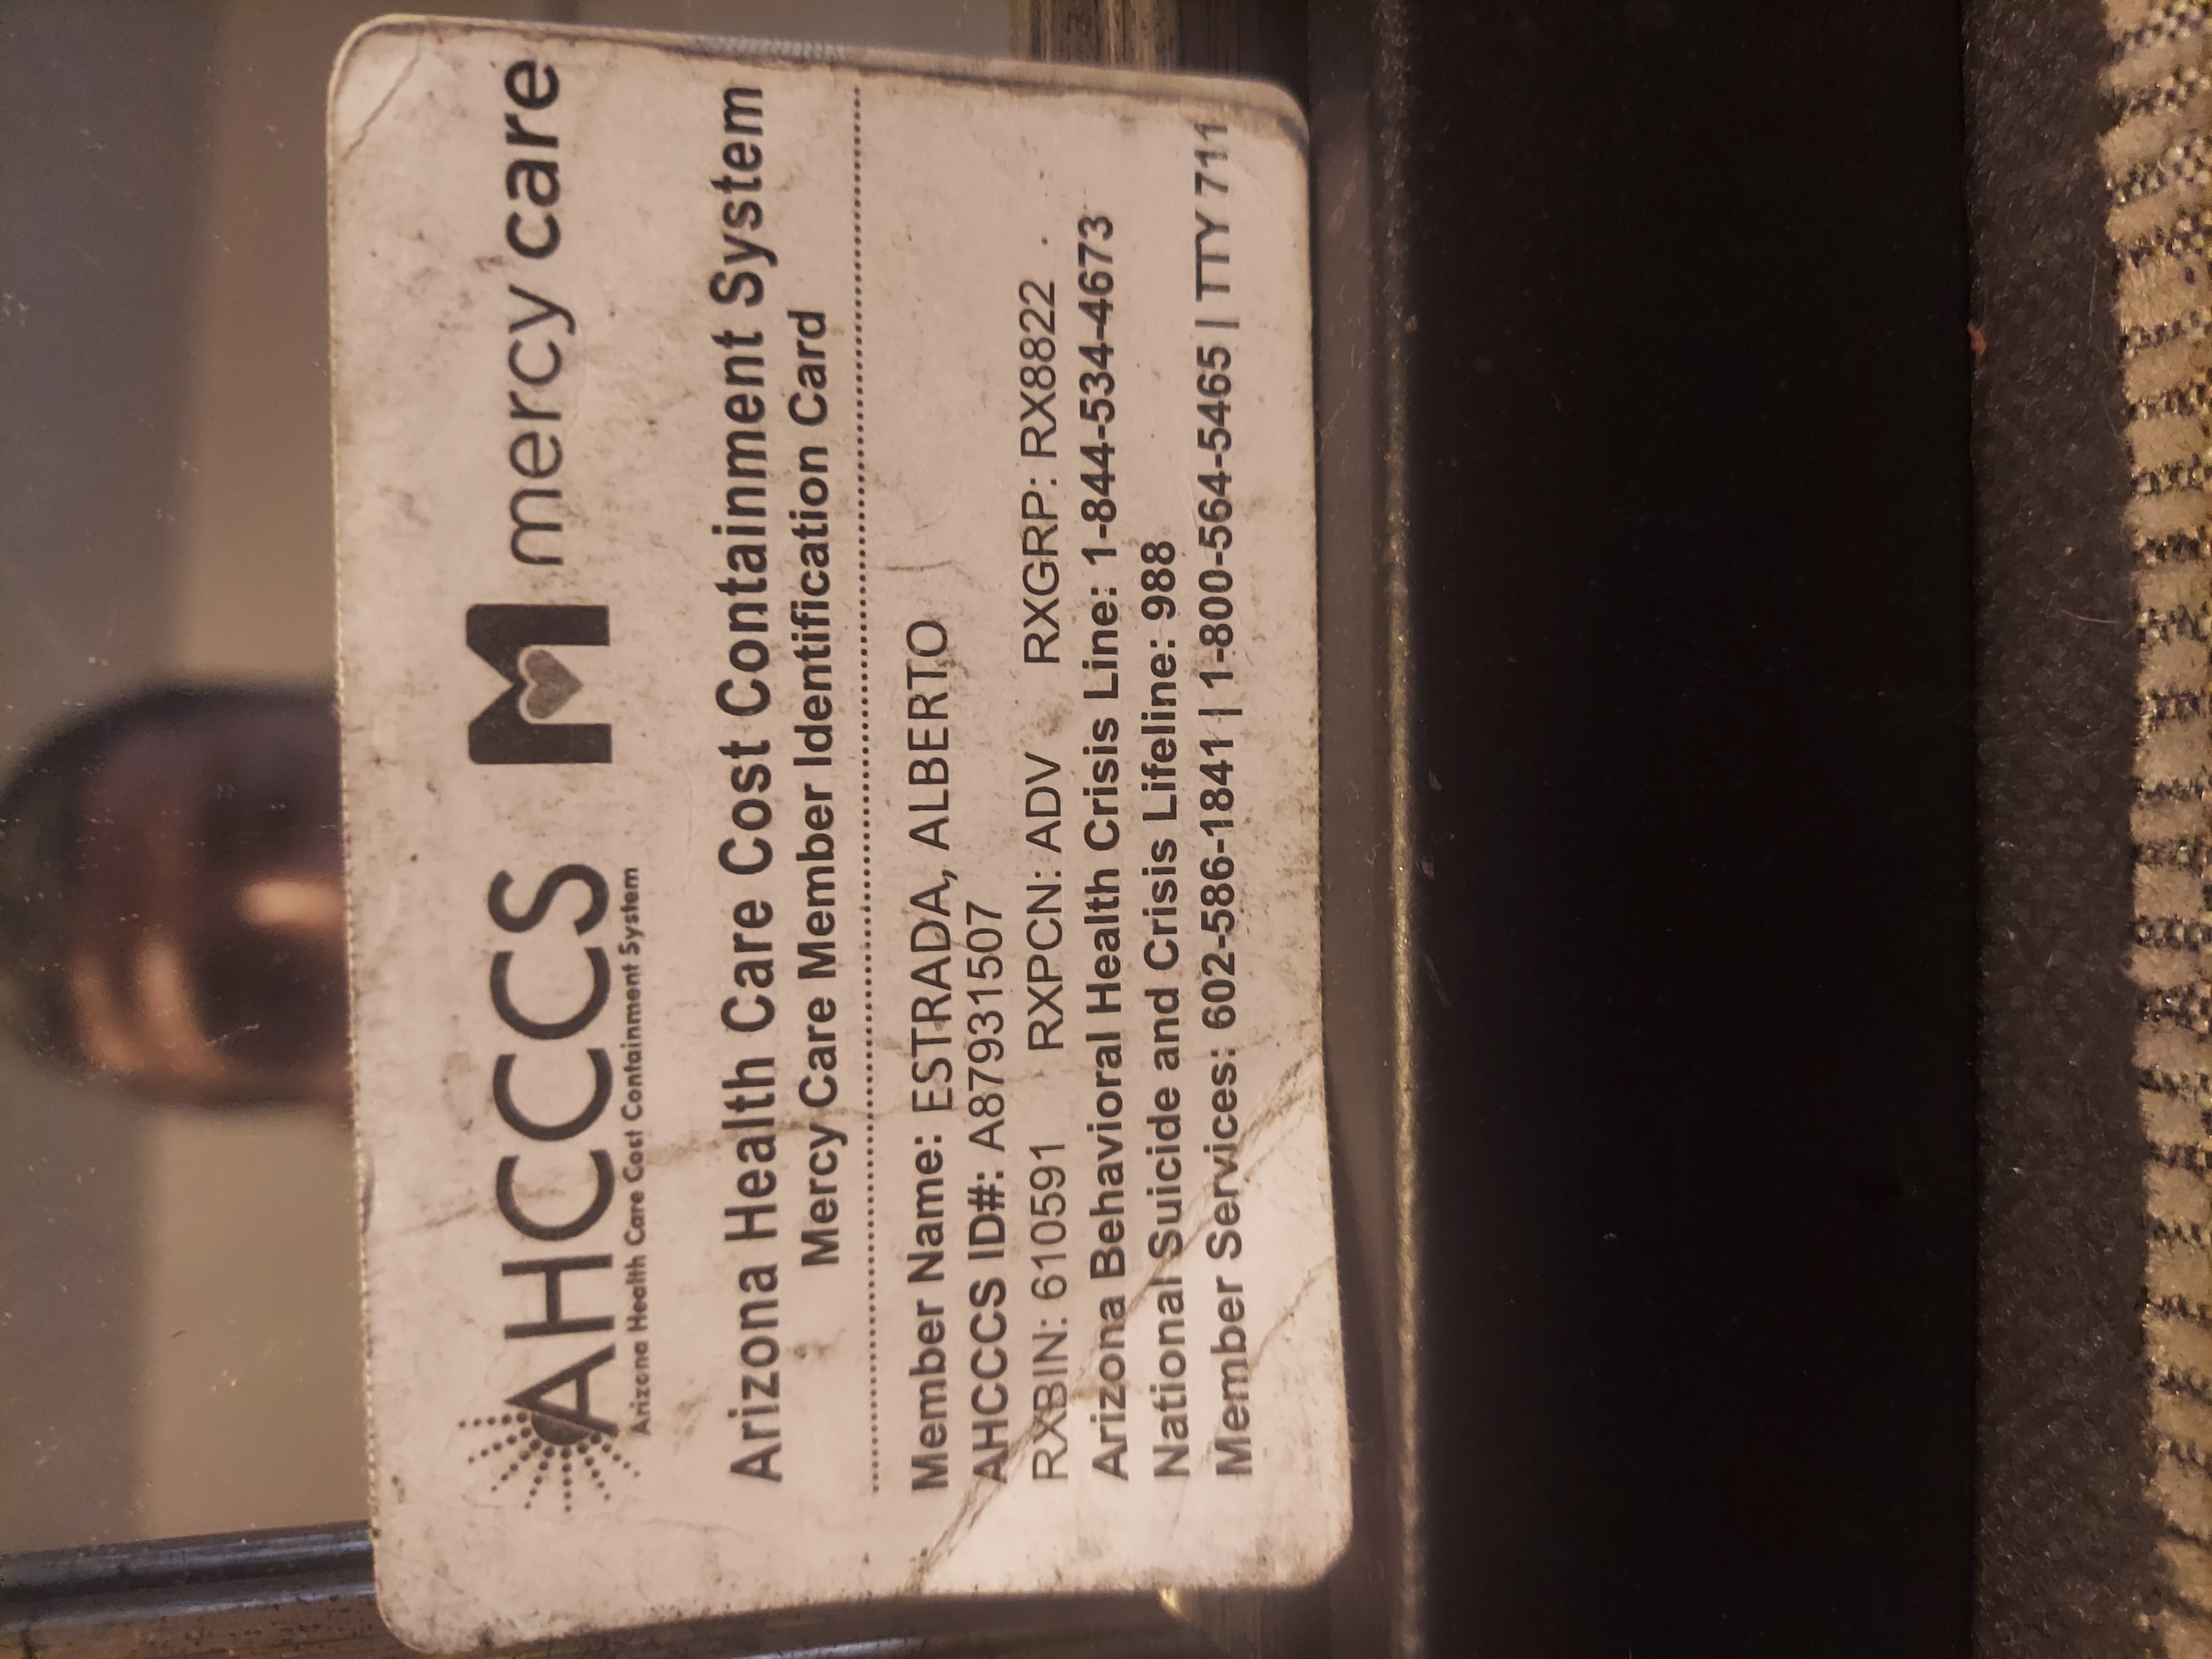 AHCCCS mercy care
Arizona Health Care Cost Containment System
Arizona Health Care Cost Containment System
Mercy Care Member Identification Card
Member Name: ESTRADA, ALBERTO
AHCCCS ID#: A87931507
RXBIN: 610591 RXPCN: ADV RXGRP: RX8822
Arizona Behavioral Health Crisis Line: 1-844-534-4673
National Suicide and Crisis Lifeline: 988
Member Services: 602-586-1841 | 1-800-564-5465 | TTY 711